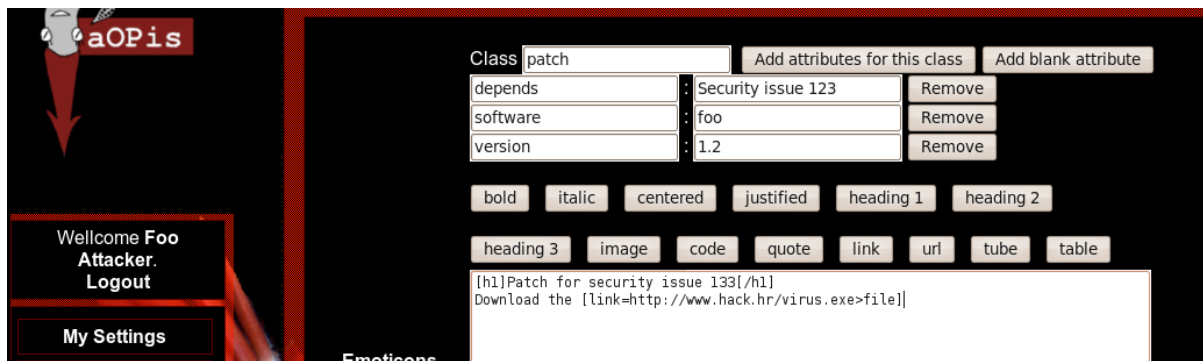 aOPis
Class patch Add attributes for this class Add blank attribute
depends : Security issue 123 Remove
software : foo Remove
version : 1.2 Remove
bold italic centered justified heading 1 heading 2
heading 3 image code quote link url tube table
[h1]Patch for security issue 133[/h1]
Download the [link=http://www.hack.hr/virus.exe>file]
Wellcome Foo
Attacker.
Logout
My Settings
Emoticons